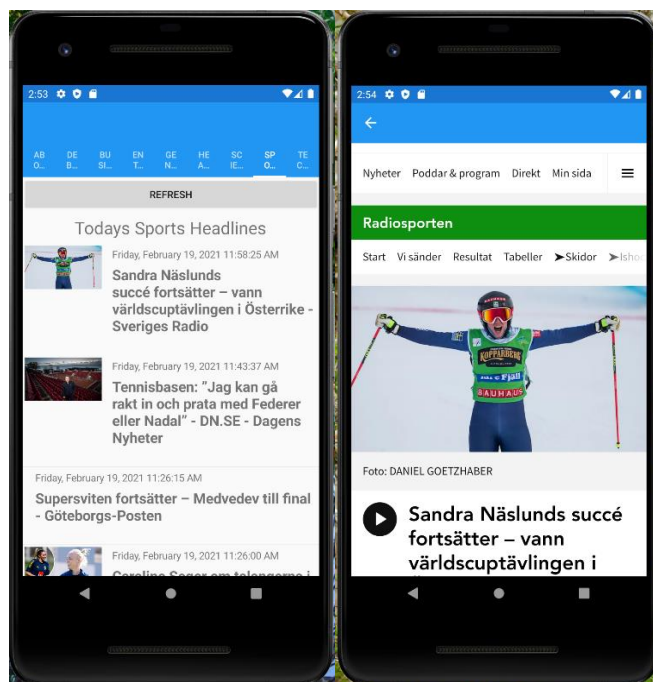 2:53
AB
O...
DE
B...
BU
SI...
EN
T...
GE
N...
HE
A...
SC
IE...
SP
O...
TE
C...
REFRESH
Todays Sports Headlines
Friday, February 19, 2021 11:58:25 AM
Sandra Näslunds
succé fortsätter – vann
världscuptävlingen i Österrike -
Sveriges Radio
Friday, February 19, 2021 11:43:37 AM
Tennisbasen: ”Jag kan gå
rakt in och prata med Federer
eller Nadal” - DN.SE - Dagens
Nyheter
Friday, February 19, 2021 11:26:15 AM
Supersviten fortsätter – Medvedev till final
- Göteborgs-Posten
Friday, February 19, 2021 11:26:00 AM
2:54
Nyheter Poddar & program Direkt Min sida
Radiosporten
Start Vi sänder Resultat Tabeller ➤Skidor
KOPPARBERG
Fjäll
BAUHAUS
Foto: DANIEL GOETZHABER
Sandra Näslunds succé
fortsätter – vann
världscuptävlingen i